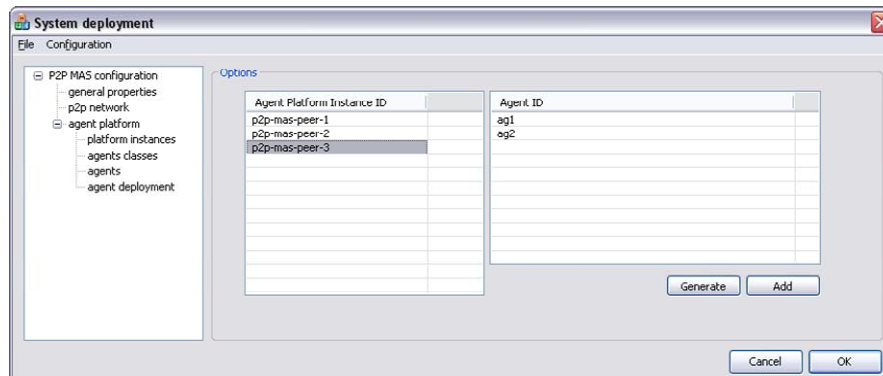 System deployment
File Configuration
P2P MAS configuration
general properties
p2p network
agent platform
platform instances
agents classes
agents
agent deployment
Options
Agent Platform Instance ID
p2p-mas-peer-1
p2p-mas-peer-2
p2p-mas-peer-3
Agent ID
ag1
ag2
Generate Add
Cancel OK